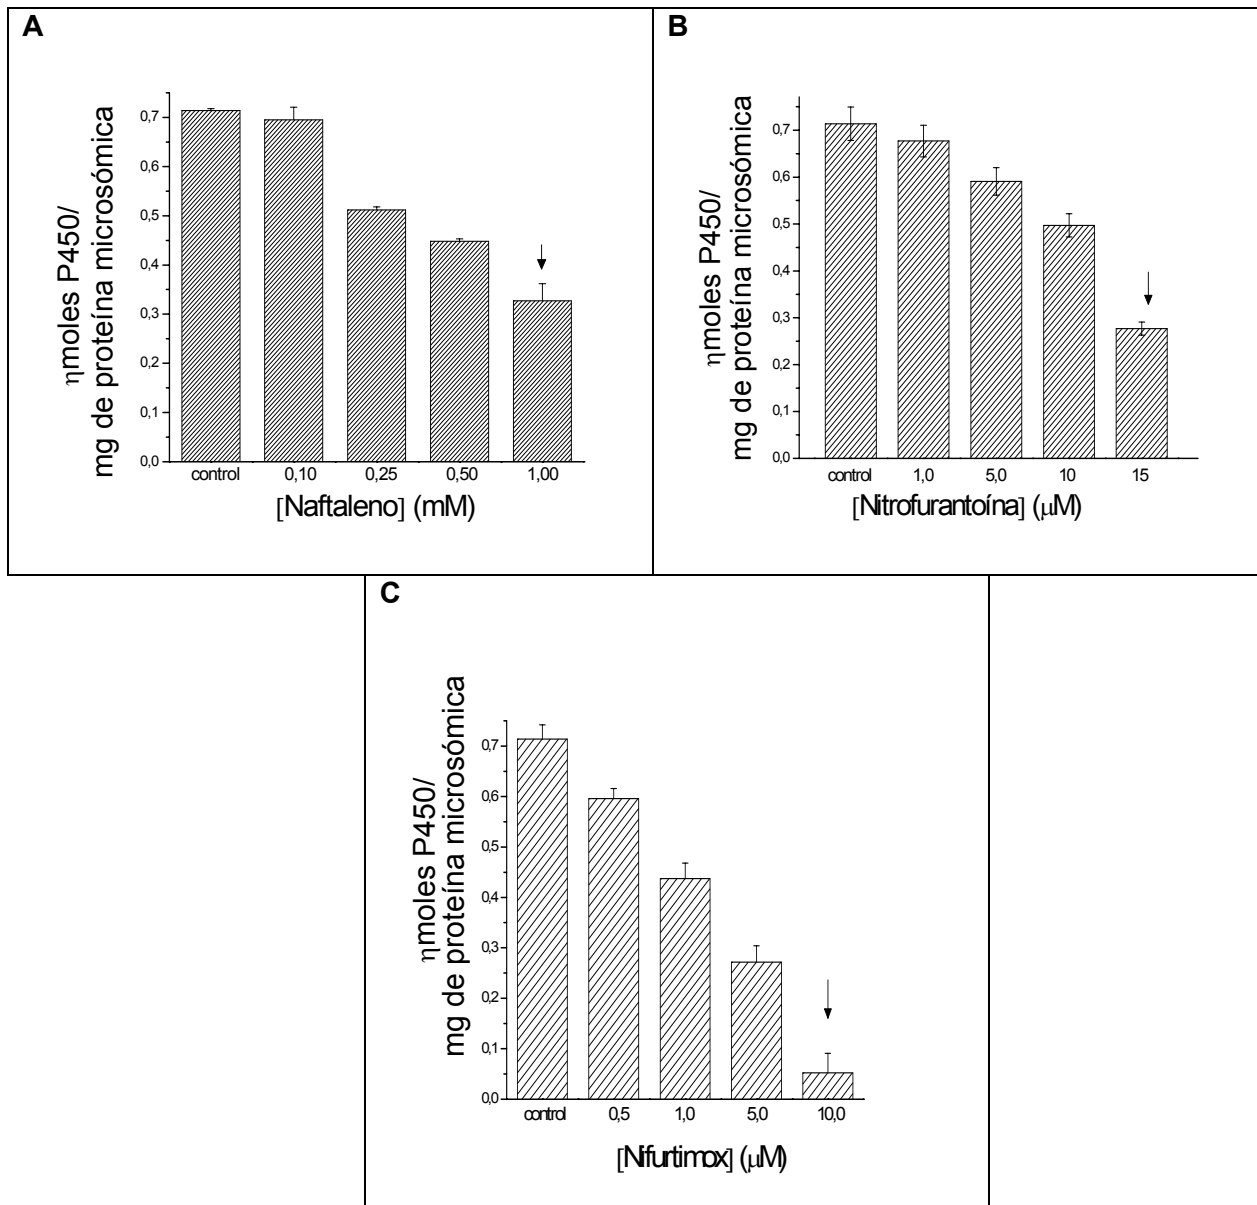 A
ηmoles P450/
mg de proteína microsómica
0,7
0,6
0,5
0,4
0,3
0,2
0,1
0,0
control 0,10 0,25 0,50 1,00
[Naftaleno] (mM)
B
ηmoles P450/
mg de proteína microsómica
0,7
0,6
0,5
0,4
0,3
0,2
0,1
0,0
control 1,0 5,0 10 15
[Nitrofurantoína] (μM)
C
ηmoles P450/
mg de proteína microsómica
0,7
0,6
0,5
0,4
0,3
0,2
0,1
0,0
control 0,5 1,0 5,0 10,0
[Nifurtimox] (μM)